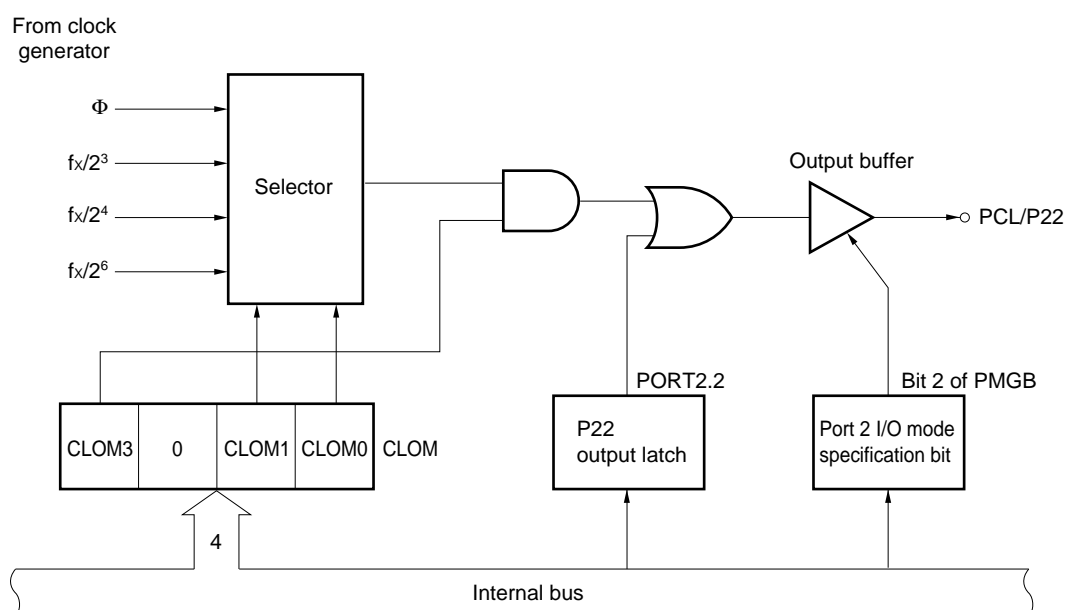 From clock
generator
Φ
fx/2³
fx/2⁴
fx/2⁶
Selector
Output buffer
PCL/P22
PORT2.2
Bit 2 of PMGB
CLOM3
0
CLOM1
CLOM0
CLOM
P22
output latch
Port 2 I/O mode
specification bit
4
Internal bus